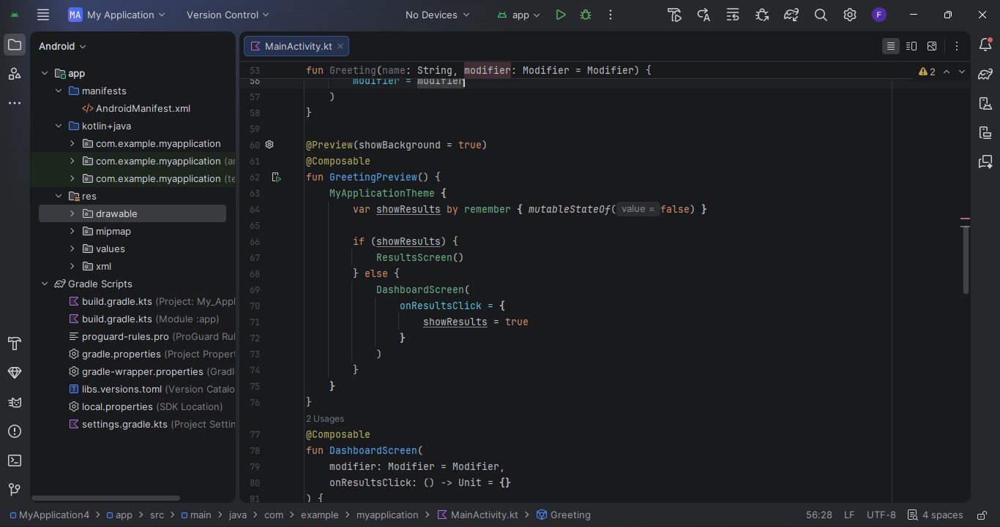 MA My Application
Version Control
No Devices
app
F
Android
MainActivity.kt
app
manifests
AndroidManifest.xml
kotlin+java
com.example.myapplication
com.example.myapplication (ar
com.example.myapplication (te
res
drawable
mipmap
values
xml
Gradle Scripts
build.gradle.kts (Project: My_Appl
build.gradle.kts (Module :app)
proguard-rules.pro (ProGuard Rul
gradle.properties (Project Propert
gradle-wrapper.properties (Gradl
libs.versions.toml (Version Catalo
local.properties (SDK Location)
settings.gradle.kts (Project Settin
53 fun Greeting(name: String, modifier: Modifier = Modifier) {
2
56 modifier = modifier
57 )
58 }
59
60 @Preview(showBackground = true)
61 @Composable
62 fun GreetingPreview() {
63 MyApplicationTheme {
64 var showResults by remember { mutableStateOf( value = false) }
65
66 if (showResults) {
67 ResultsScreen()
68 } else {
69 DashboardScreen(
70 onResultsClick = {
71 showResults = true
72 }
73 )
74 }
75 }
76 }
2 Usages
77 @Composable
78 fun DashboardScreen(
79 modifier: Modifier = Modifier,
80 onResultsClick: () -> Unit = {}
81 ) {
MyApplication4 > app > src > main > java > com > example > myapplication > MainActivity.kt > Greeting
56:28 LF UTF-8 4 spaces